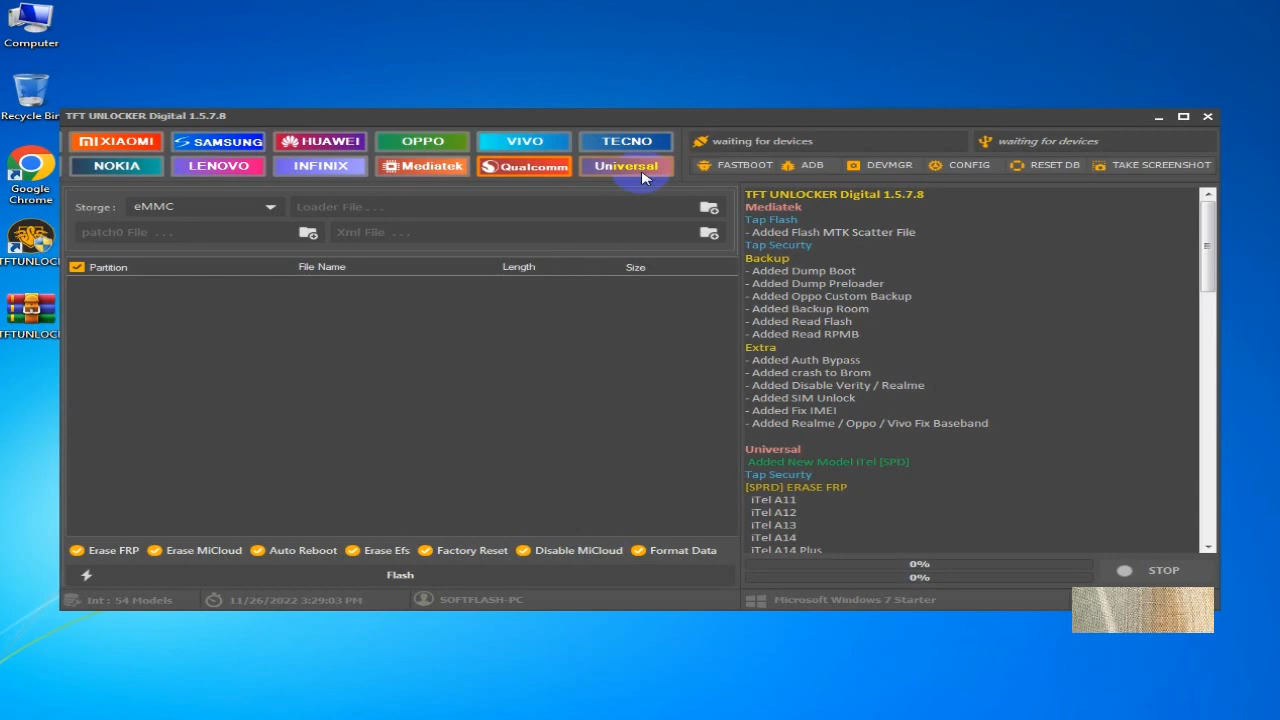 Computer
Recycle Bin
Google
Chrome
TFTUNLOC
TFTUNLOC
TFT UNLOCKER Digital 1.5.7.8
XIAOMI SAMSUNG HUAWEI OPPO VIVO TECNO
NOKIA LENOVO INFINIX Mediatek Qualcomm Universal
waiting for devices waiting for devices
FASTBOOT ADB DEVMGR CONFIG RESET DB TAKE SCREENSHOT
Storge : eMMC Loader File . . .
patch0 File . . . Xml File . . .
Partition File Name Length Size
Erase FRP Erase MiCloud Auto Reboot Erase Efs Factory Reset Disable MiCloud Format Data
Flash
TFT UNLOCKER Digital 1.5.7.8
Mediatek
Tap Flash
- Added Flash MTK Scatter File
Tap Securty
Backup
- Added Dump Boot
- Added Dump Preloader
- Added Oppo Custom Backup
- Added Backup Room
- Added Read Flash
- Added Read RPMB
Extra
- Added Auth Bypass
- Added crash to Brom
- Added Disable Verity / Realme
- Added SIM Unlock
- Added Fix IMEI
- Added Realme / Oppo / Vivo Fix Baseband
Universal
Added New Model iTel [SPD]
Tap Securty
[SPRD] ERASE FRP
iTel A11
iTel A12
iTel A13
iTel A14
iTel A14 Plus
0%
0%
STOP
Int : 54 Models 11/26/2022 3:29:03 PM SOFTFLASH-PC Microsoft Windows 7 Starter